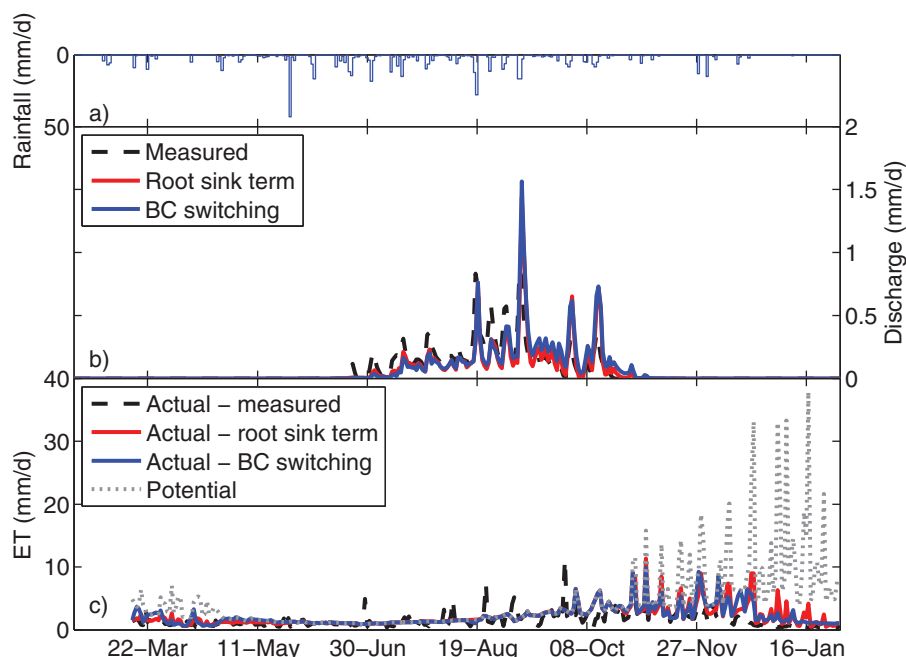 Rainfall (mm/d)
0
50
a)
Measured
Root sink term
BC switching
2
1.5
1
0.5
0
Discharge (mm/d)
b)
40
30
20
10
0
ET (mm/d)
Actual − measured
Actual − root sink term
Actual − BC switching
Potential
c)
22−Mar 11−May 30−Jun 19−Aug 08−Oct 27−Nov 16−Jan